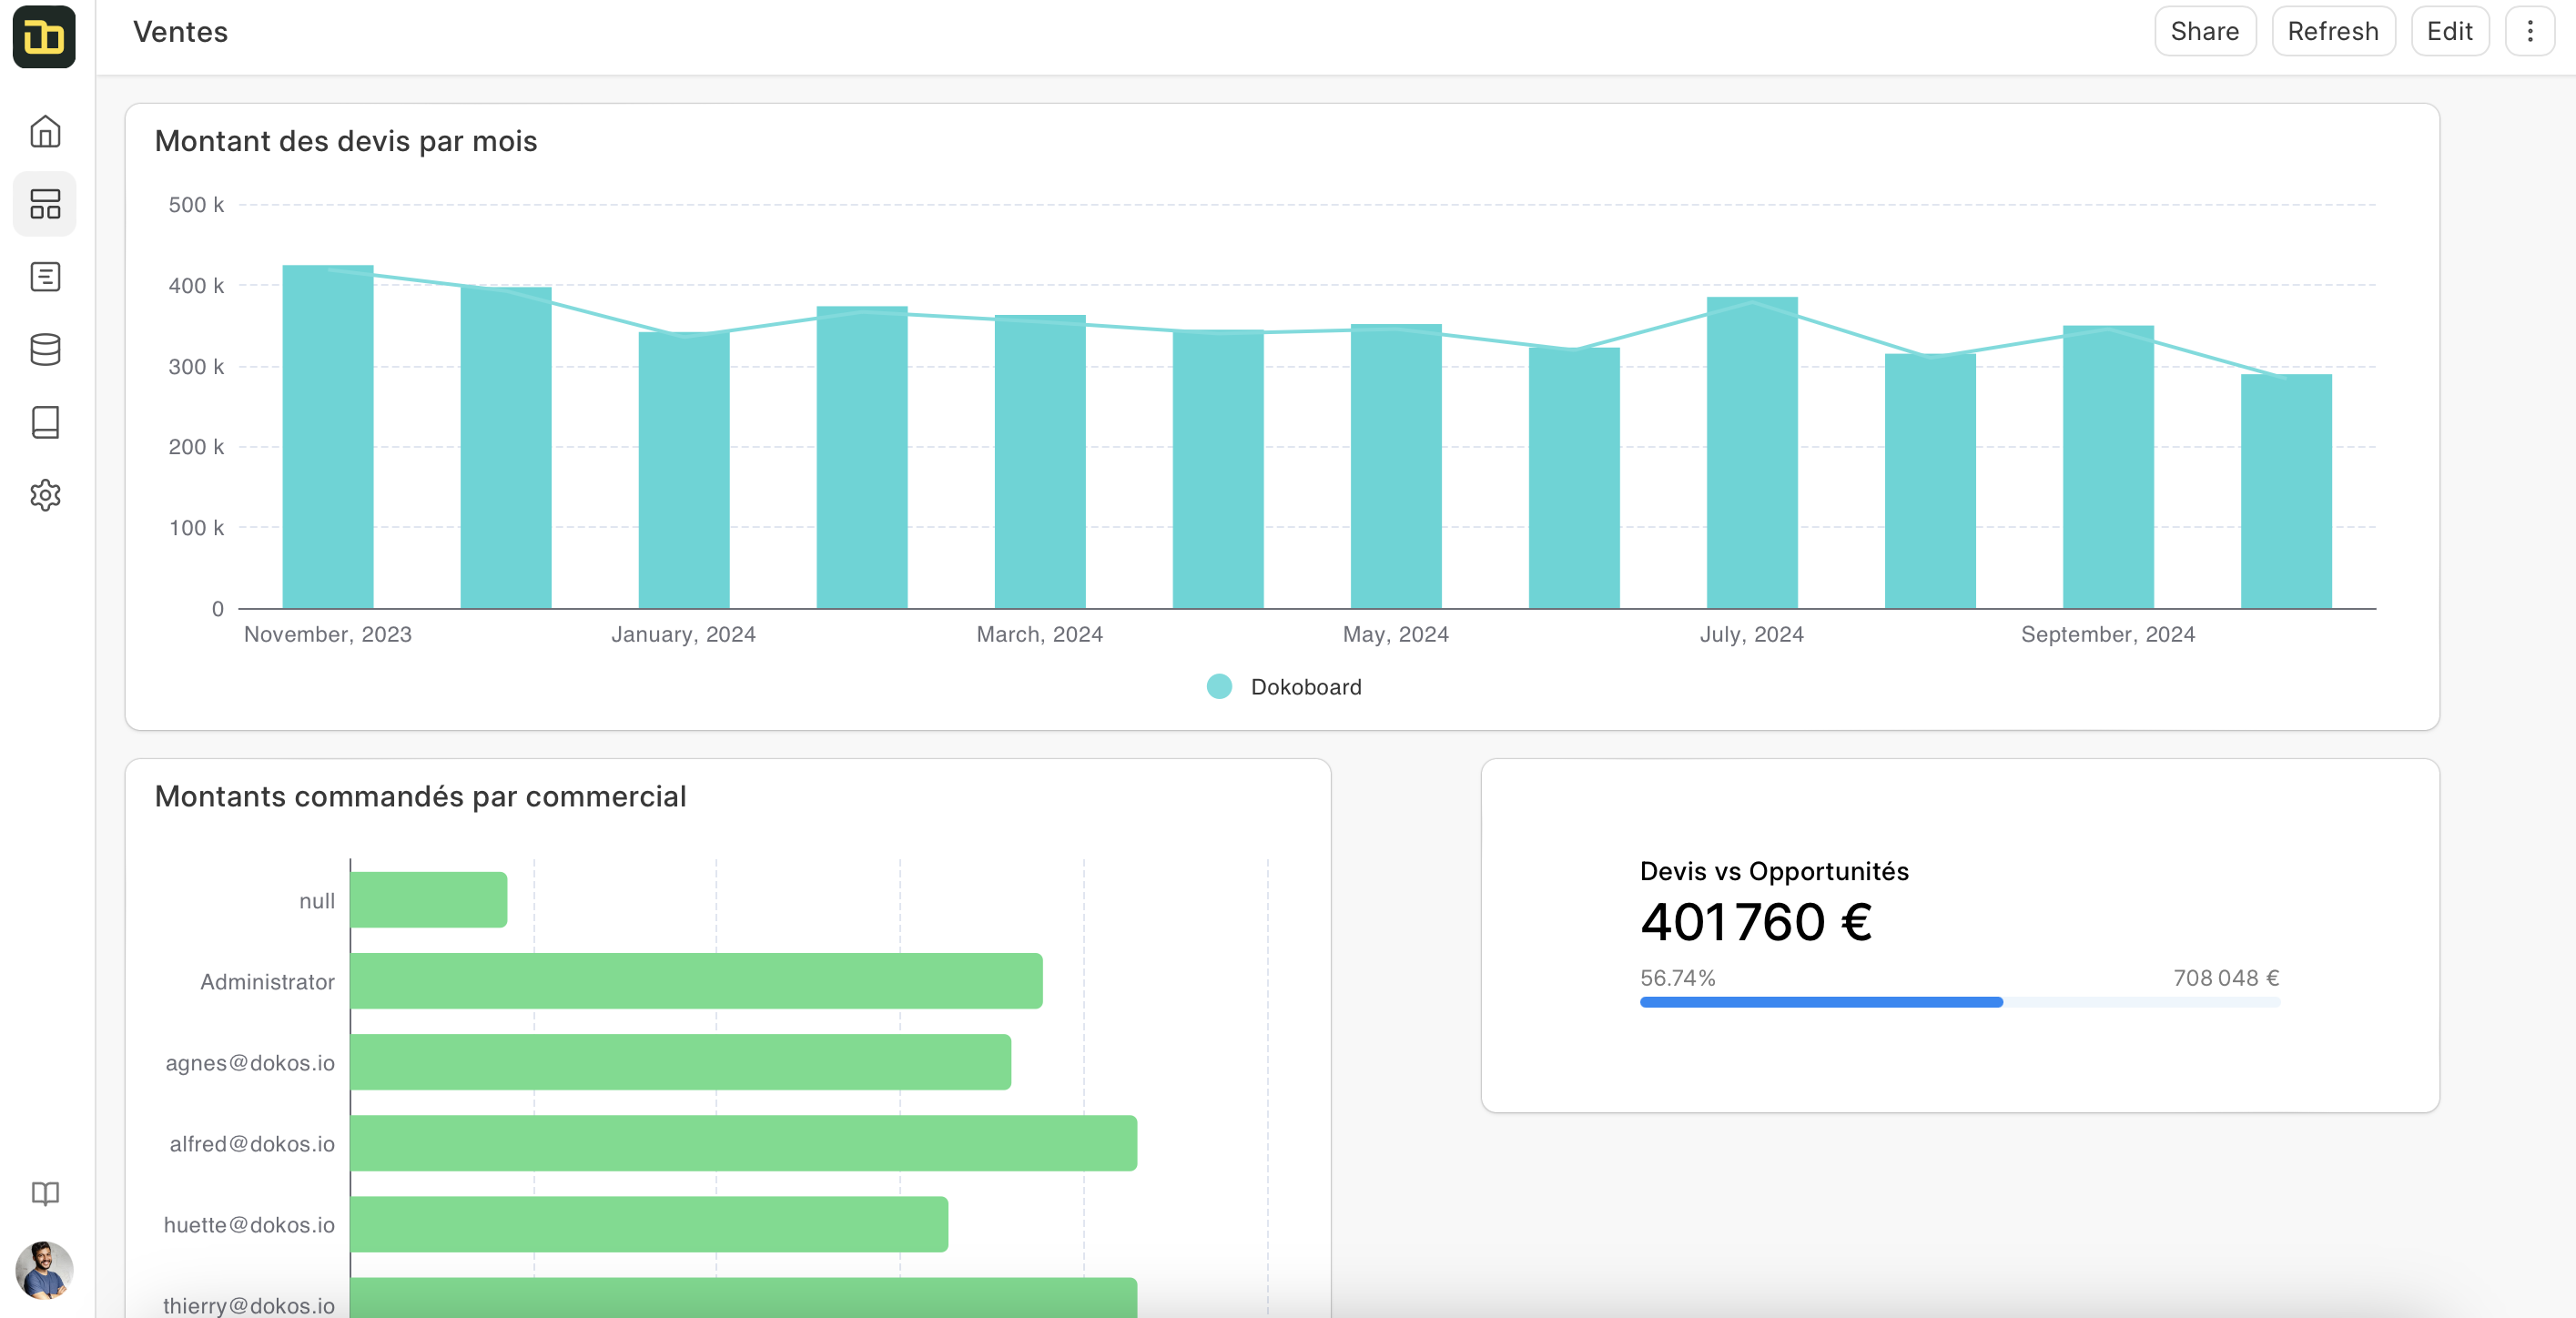 Ventes
Share
Refresh
Edit
Montant des devis par mois
500 k
400 k
300 k
200 k
100 k
0
November, 2023
January, 2024
March, 2024
May, 2024
July, 2024
September, 2024
Dokoboard
Montants commandés par commercial
null
Administrator
agnes@dokos.io
alfred@dokos.io
huette@dokos.io
thierry@dokos.io
Devis vs Opportunités
401 760 €
56.74%
708 048 €